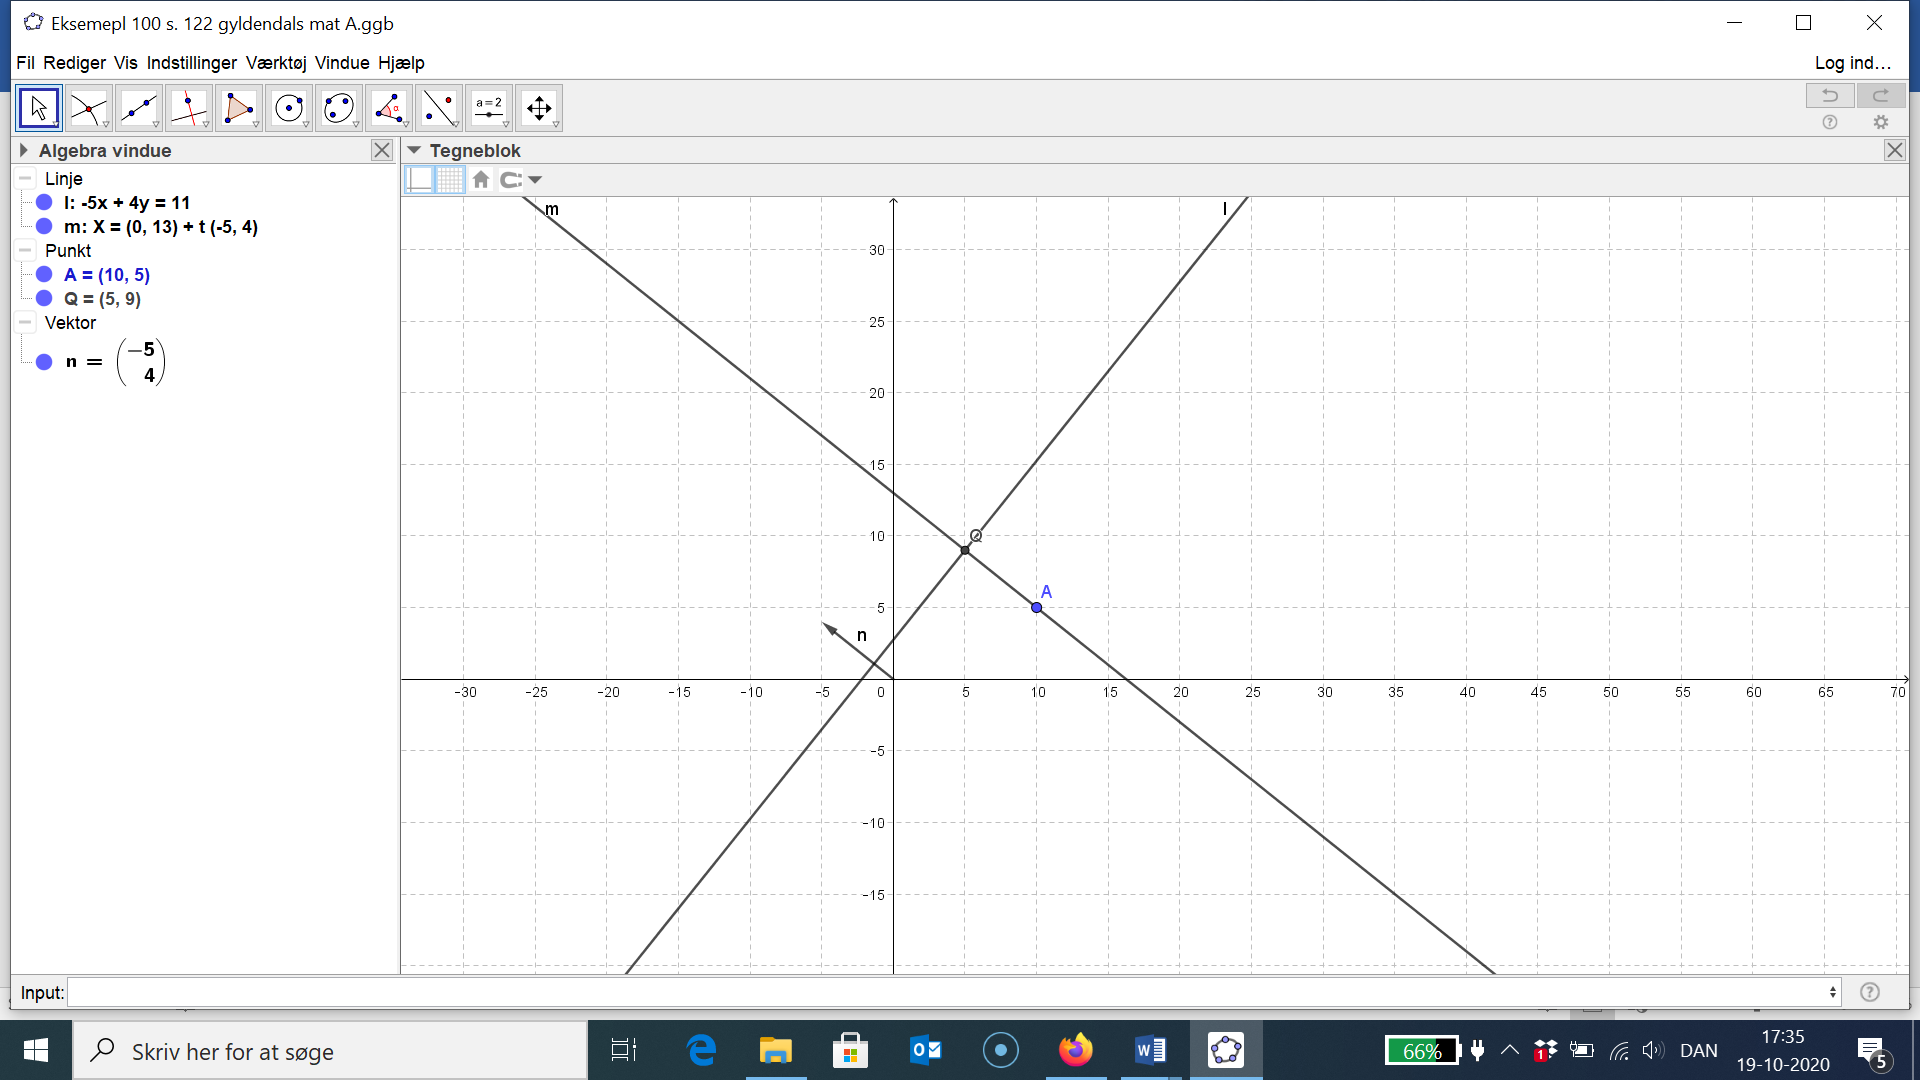 Eksemepl 100 s. 122 gyldendals mat A.ggb
Fil Rediger Vis Indstillinger Værktøj Vindue Hjælp
Log ind...
α
a = 2
Algebra vindue
Tegneblok
Linje
l: -5x + 4y = 11
m: X = (0, 13) + t (-5, 4)
Punkt
A = (10, 5)
Q = (5, 9)
Vektor
n = (−5
4)
m
l
30
25
20
15
10
5
-5
-10
-15
Q
A
n
-30 -25 -20 -15 -10 -5 0 5 10 15 20 25 30 35 40 45 50 55 60 65 70
Input:
Skriv her for at søge
66%
1
DAN
17:35
19-10-2020
5